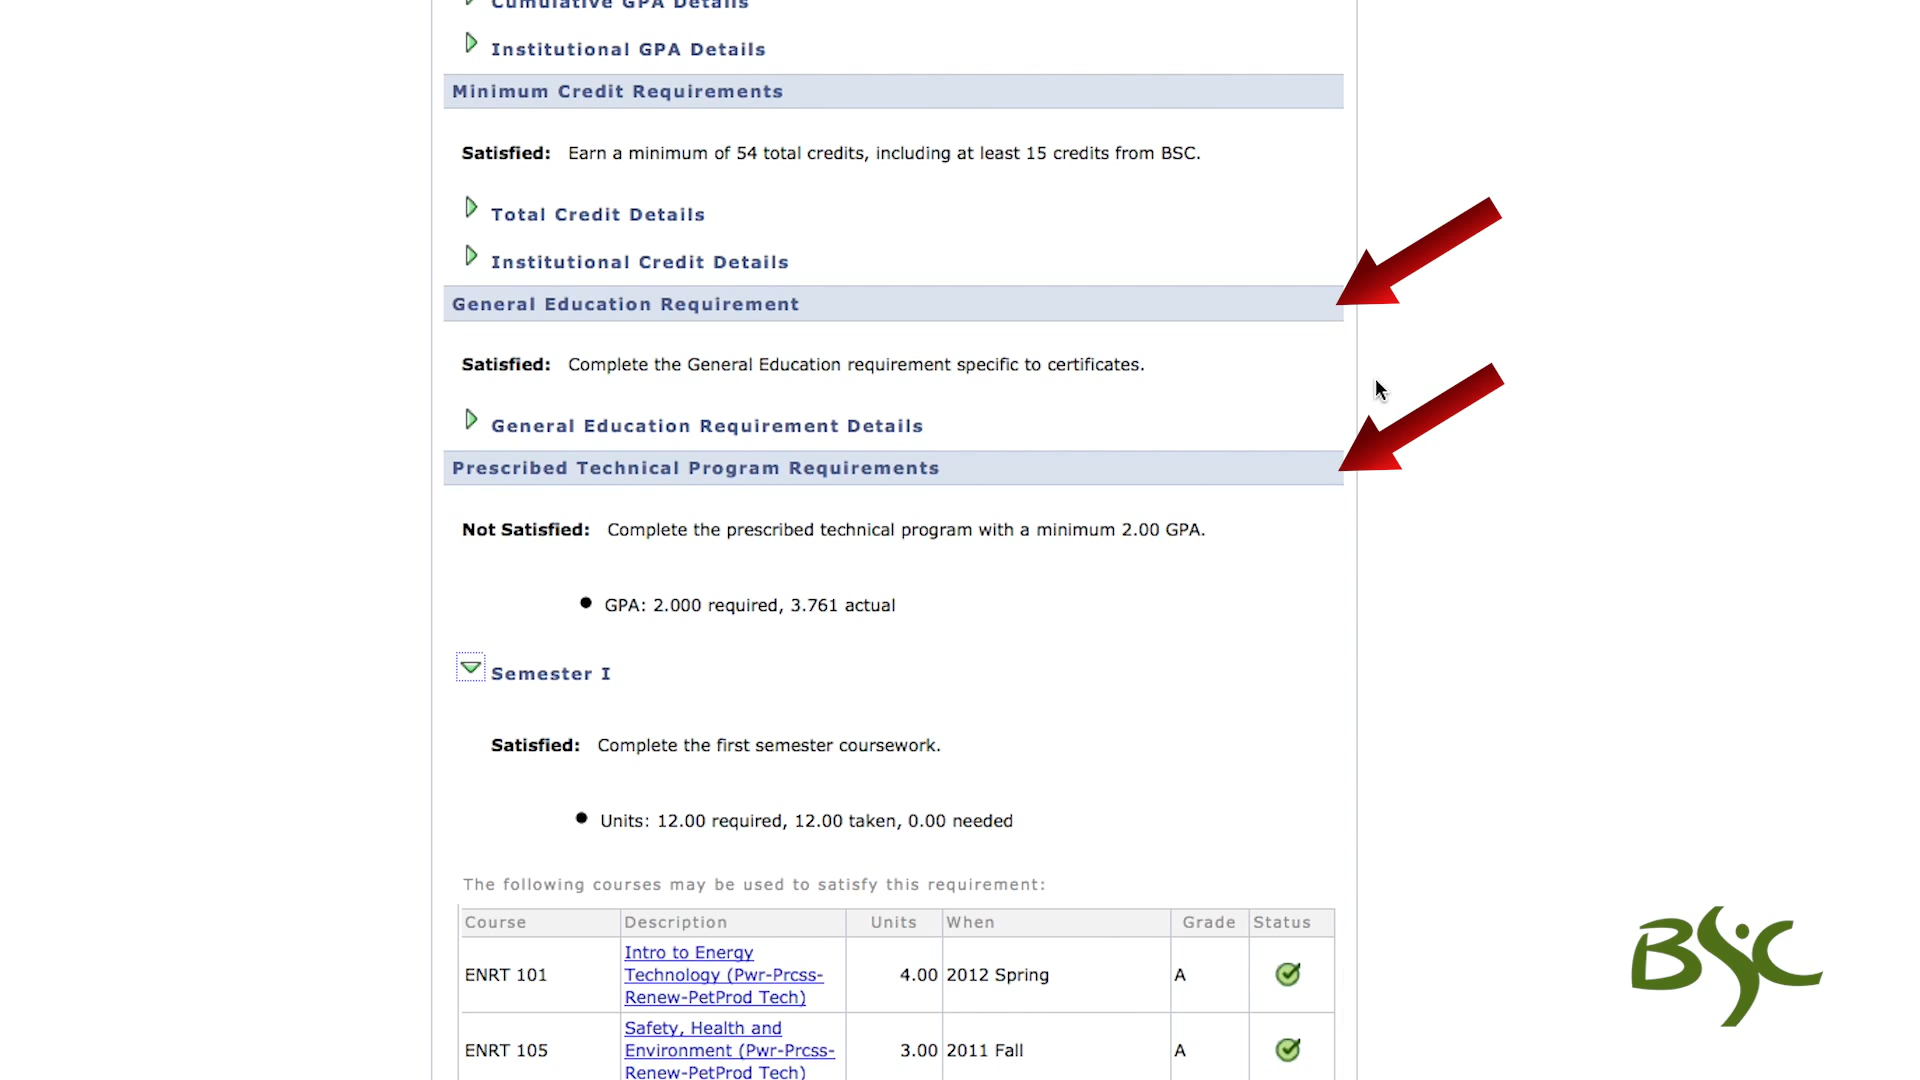 Cumulative GPA Details
Institutional GPA Details
Minimum Credit Requirements
Satisfied: Earn a minimum of 54 total credits, including at least 15 credits from BSC.
Total Credit Details
Institutional Credit Details
General Education Requirement
Satisfied: Complete the General Education requirement specific to certificates.
General Education Requirement Details
Prescribed Technical Program Requirements
Not Satisfied: Complete the prescribed technical program with a minimum 2.00 GPA.
GPA: 2.000 required, 3.761 actual
Semester I
Satisfied: Complete the first semester coursework.
Units: 12.00 required, 12.00 taken, 0.00 needed
The following courses may be used to satisfy this requirement:
Course Description Units When Grade Status
Intro to Energy
ENRT 101 Technology (Pwr-Prcss- 4.00 2012 Spring A
Renew-PetProd Tech)
Safety, Health and
ENRT 105 Environment (Pwr-Prcss- 3.00 2011 Fall A
Renew-PetProd Tech)
BSC